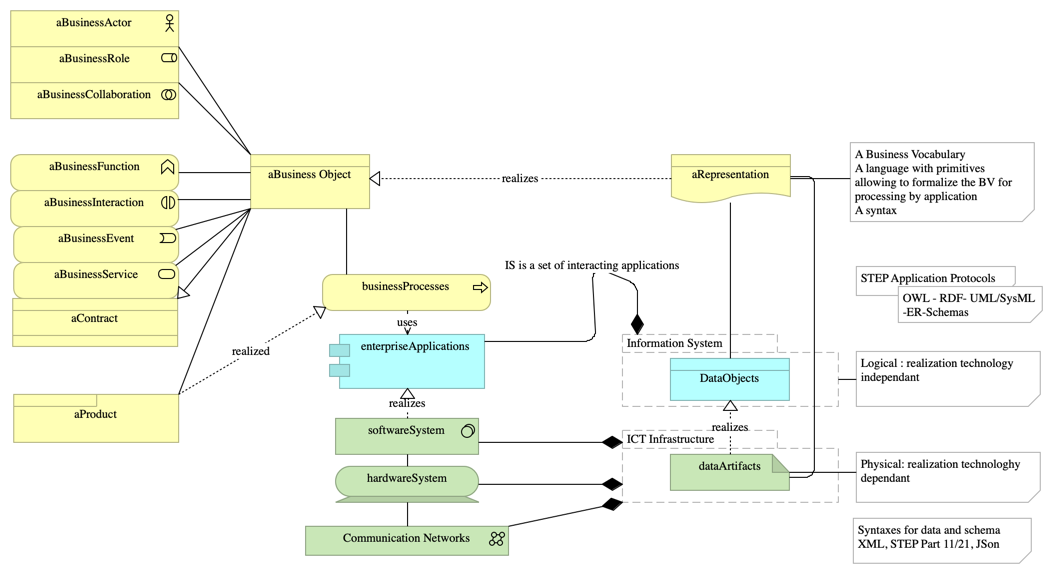 aBusinessActor
aBusinessRole
aBusinessCollaboration
aBusinessFunction
aBusinessInteraction
aBusinessEvent
aBusinessService
aContract
aProduct
aBusiness Object
realizes
aRepresentation
A Business Vocabulary
A language with primitives
allowing to formalize the BV for
processing by application
A syntax
IS is a set of interacting applications
STEP Application Protocols
OWL - RDF- UML/SysML
-ER-Schemas
businessProcesses
realized
uses
enterpriseApplications
Information System
DataObjects
Logical : realization technology
independant
realizes
realizes
softwareSystem
ICT Infrastructure
dataArtifacts
Physical: realization technologhy
dependant
hardwareSystem
Communication Networks
Syntaxes for data and schema
XML, STEP Part 11/21, JSon